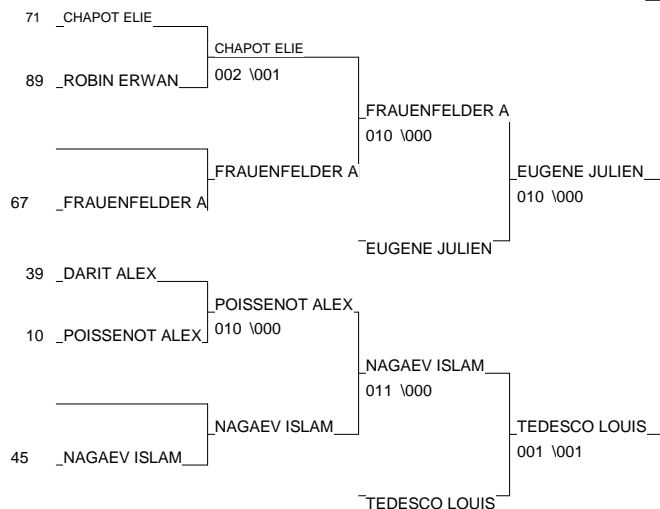 71 CHAPOT ELIE
CHAPOT ELIE
002 \001
89 ROBIN ERWAN
FRAUENFELDER A
010 \000
FRAUENFELDER A
EUGENE JULIEN
010 \000
67 FRAUENFELDER A
EUGENE JULIEN
39 DARIT ALEX
POISSENOT ALEX
010 \000
10 POISSENOT ALEX
NAGAEV ISLAM
011 \000
NAGAEV ISLAM
TEDESCO LOUIS
001 \001
45 NAGAEV ISLAM
TEDESCO LOUIS